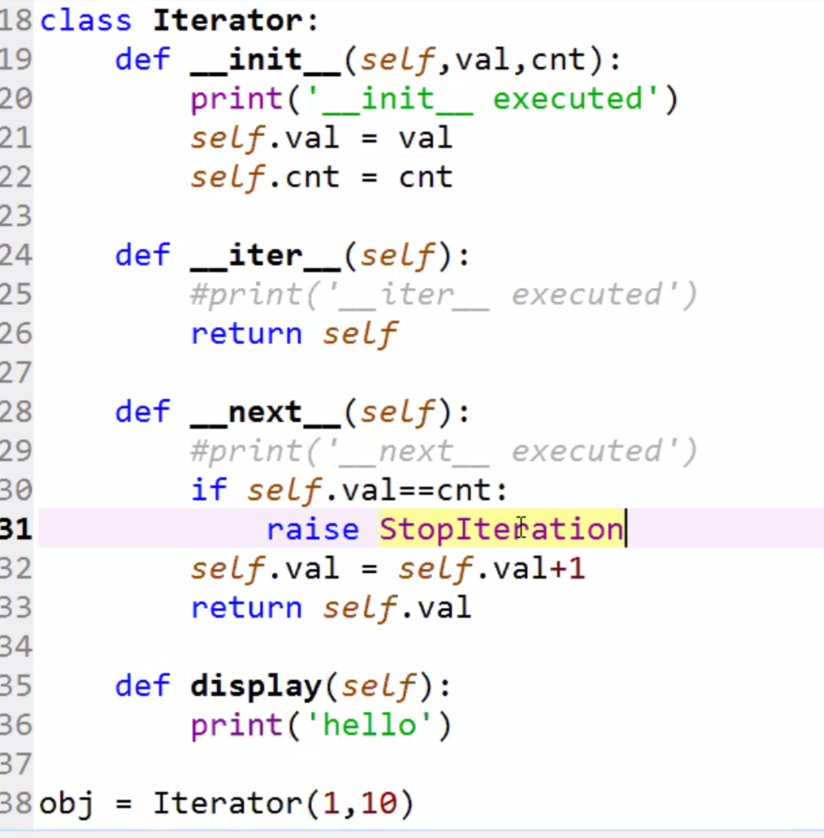 18 class Iterator:
19     def __init__(self,val,cnt):
20         print('__init__ executed')
21         self.val = val
22         self.cnt = cnt
23
24     def __iter__(self):
25         #print('__iter__ executed')
26         return self
27
28     def __next__(self):
29         #print('__next__ executed')
30         if self.val==cnt:
31             raise StopIteration
32         self.val = self.val+1
33         return self.val
34
35     def display(self):
36         print('hello')
37
38 obj = Iterator(1,10)